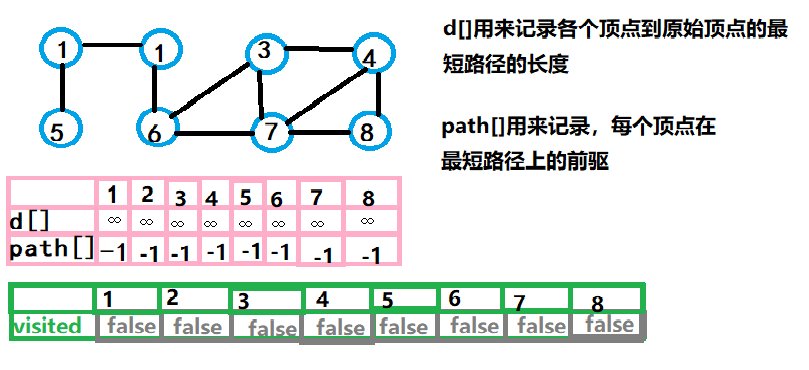 1 1 3 4
5 6 7 8
d[]用来记录各个顶点到原始顶点的最
短路径的长度
path[]用来记录，每个顶点在
最短路径上的前驱
1 2 3 4 5 6 7 8
d[] ∞ ∞ ∞ ∞ ∞ ∞ ∞ ∞
path[] -1 -1 -1 -1 -1 -1 -1 -1
1 2 3 4 5 6 7 8
visited false false false false false false false false